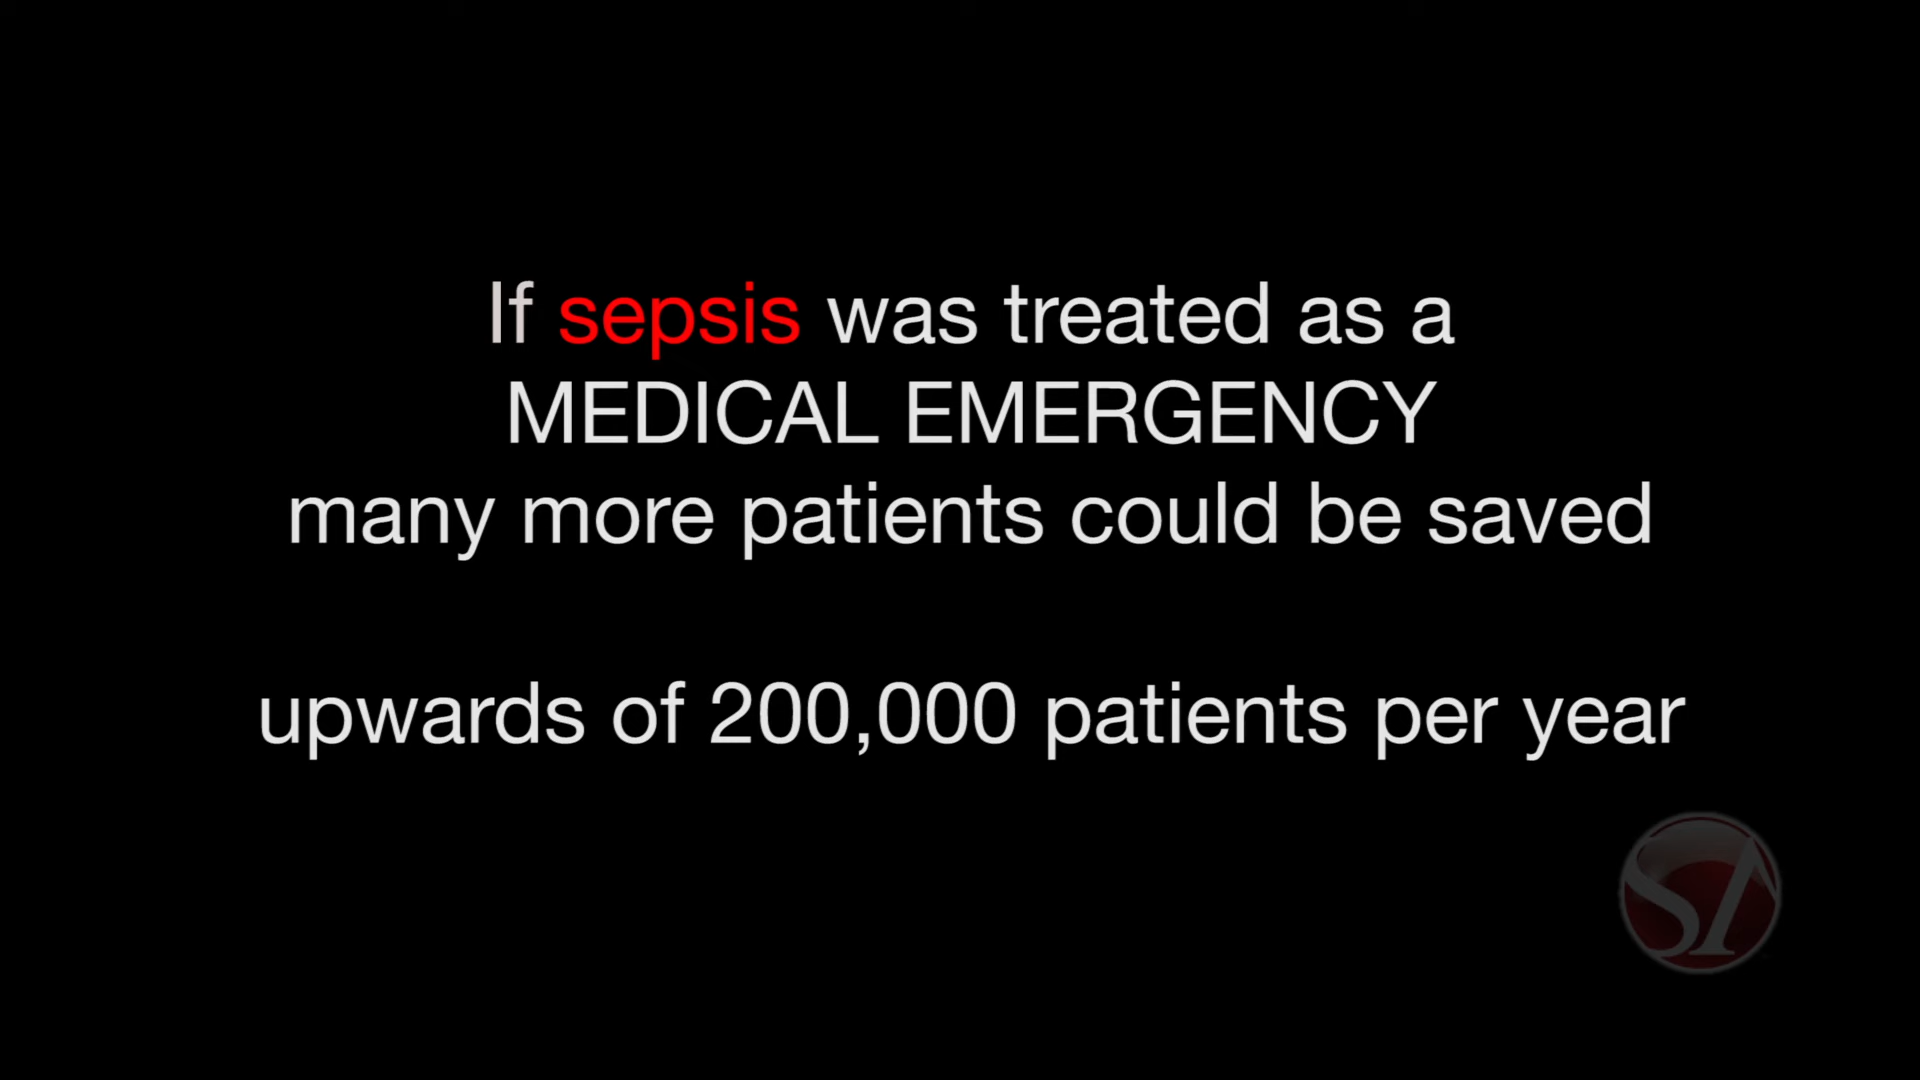 If sepsis was treated as a
MEDICAL EMERGENCY
many more patients could be saved
upwards of 200,000 patients per year
SA